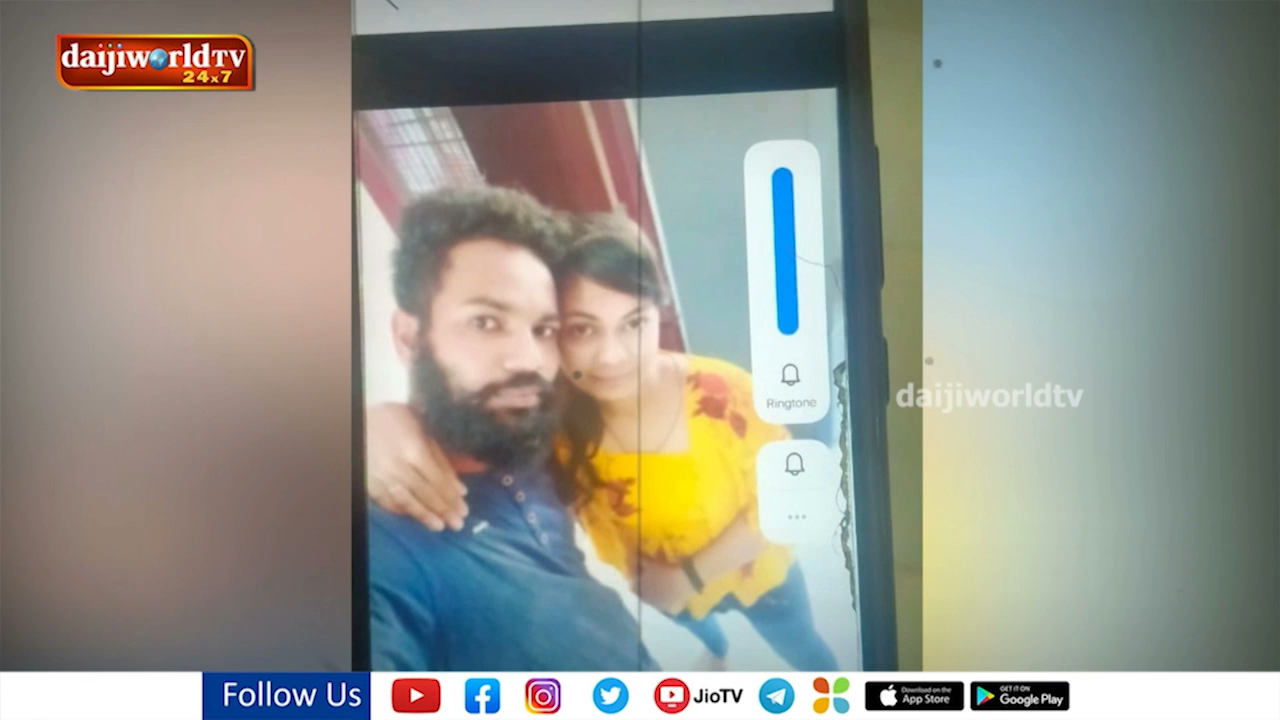 daijiworldTV
24x7
Ringtone
daijiworldtv
Follow Us
JioTV
Download on the
App Store
GET IT ON
Google Play